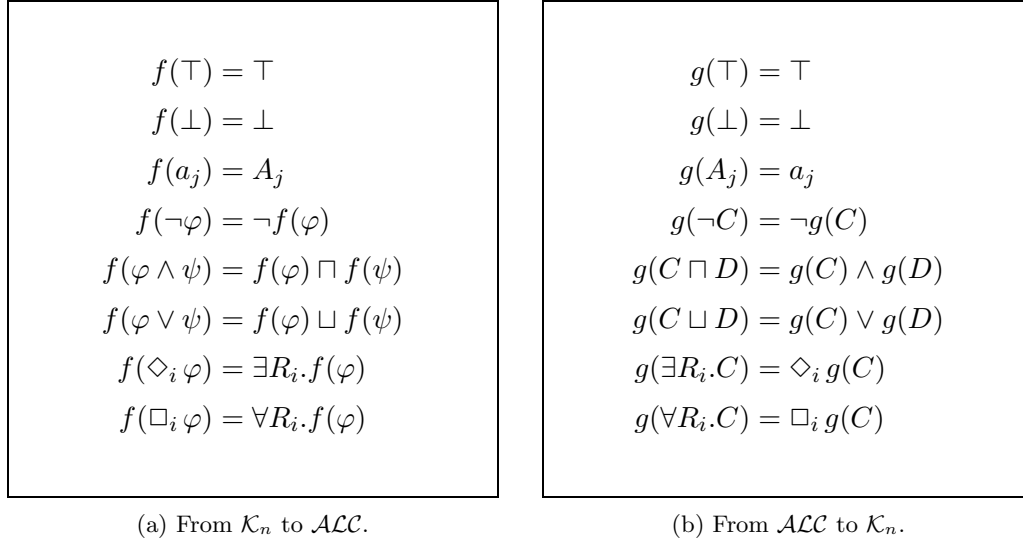 f(⊤) = ⊤
f(⊥) = ⊥
f(a_j) = A_j
f(¬φ) = ¬f(φ)
f(φ ∧ ψ) = f(φ) ⊓ f(ψ)
f(φ ∨ ψ) = f(φ) ⊔ f(ψ)
f(◇_i φ) = ∃R_i.f(φ)
f(□_i φ) = ∀R_i.f(φ)
(a) From 𝒦_n to 𝒜ℒ𝒞.
g(⊤) = ⊤
g(⊥) = ⊥
g(A_j) = a_j
g(¬C) = ¬g(C)
g(C ⊓ D) = g(C) ∧ g(D)
g(C ⊔ D) = g(C) ∨ g(D)
g(∃R_i.C) = ◇_i g(C)
g(∀R_i.C) = □_i g(C)
(b) From 𝒜ℒ𝒞 to 𝒦_n.